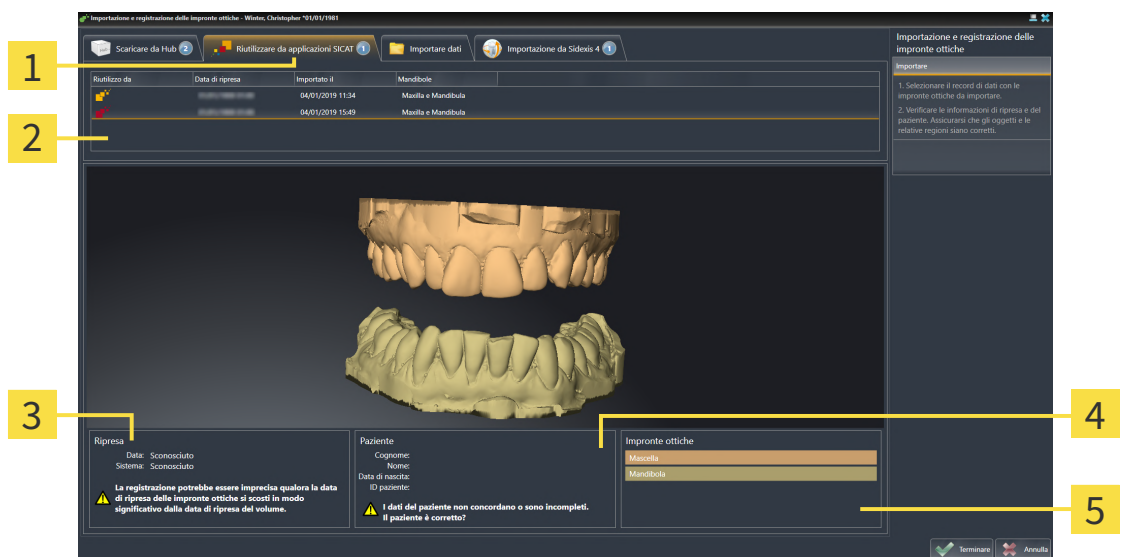 Importazione e registrazione delle impronte ottiche - Winter, Christopher *01/01/1981
1
Scaricare da Hub 2
Riutilizzare da applicazioni SICAT 1
Importare dati
Importazione da Sidexis 4 1
Riutilizzo da Data di ripresa Importato il Mandibole
04/01/2019 11:34 Maxilla e Mandibula
04/01/2019 15:49 Maxilla e Mandibula
2
Importazione e registrazione delle
impronte ottiche
Importare
1. Selezionare il record di dati con le
impronte ottiche da importare.
2. Verificare le informazioni di ripresa e del
paziente. Assicurarsi che gli oggetti e le
relative regioni siano corretti.
3
Ripresa
Data: Sconosciuto
Sistema: Sconosciuto
La registrazione potrebbe essere imprecisa qualora la data
di ripresa delle impronte ottiche si scosti in modo
significativo dalla data di ripresa del volume.
Paziente
Cognome:
Nome:
Data di nascita:
ID paziente:
I dati del paziente non concordano o sono incompleti.
Il paziente è corretto?
4
Impronte ottiche
Mascella
Mandibola
5
Terminare
Annulla